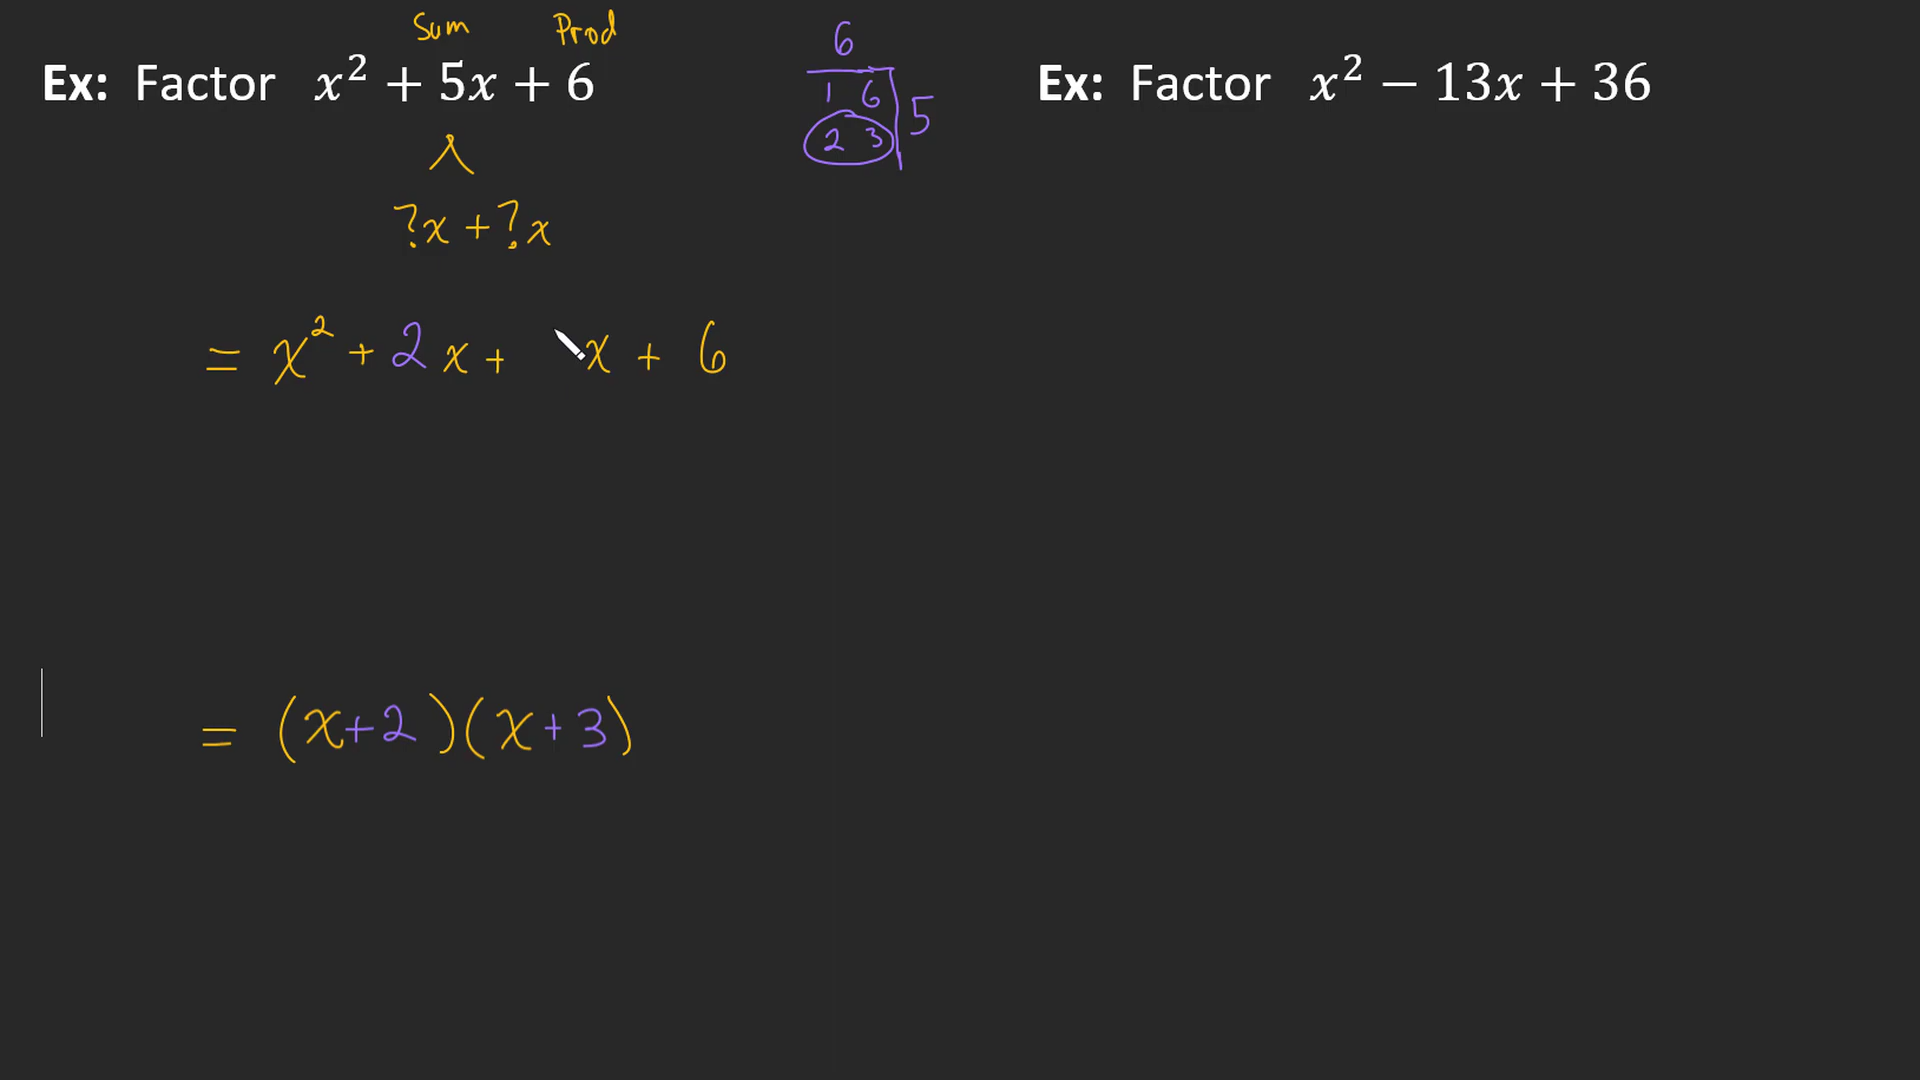 Sum Prod
Ex: Factor x² + 5x + 6
?x + ?x
6
1 6
2 3 5
= x² + 2x + x + 6
= (x+2)(x+3)
Ex: Factor x² − 13x + 36